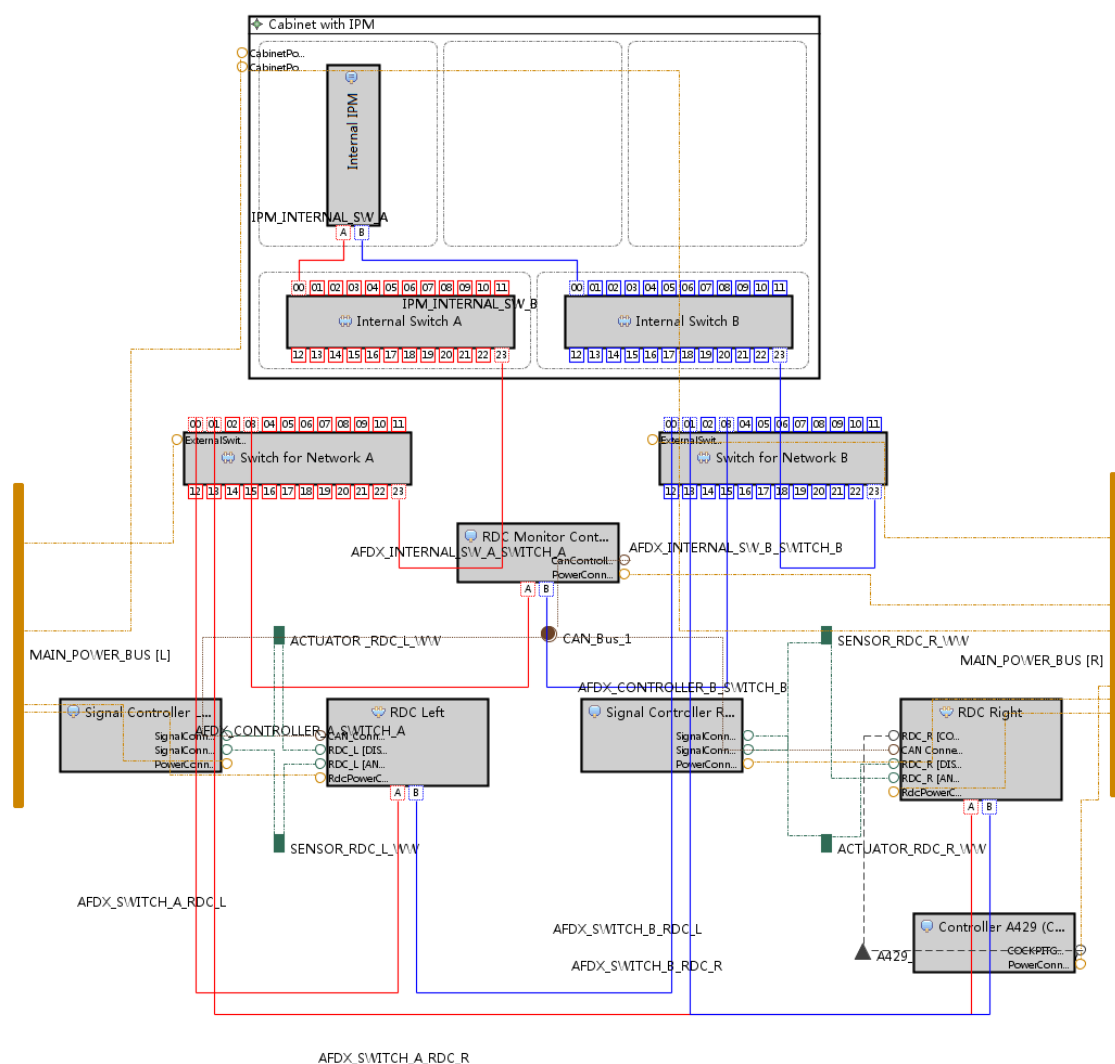 Cabinet with IPM
CabinetPo...
CabinetPo...
Internal IPM
IPM_INTERNAL_SW_A
A B
00 01 02 03 04 05 06 07 08 09 10 11
00 01 02 03 04 05 06 07 08 09 10 11
IPM_INTERNAL_SW_B
Internal Switch A
Internal Switch B
12 13 14 15 16 17 18 19 20 21 22 23
12 13 14 15 16 17 18 19 20 21 22 23
00 01 02 03 04 05 06 07 08 09 10 11
00 01 02 03 04 05 06 07 08 09 10 11
ExternalSwit...
ExternalSwit...
Switch for Network A
Switch for Network B
12 13 14 15 16 17 18 19 20 21 22 23
12 13 14 15 16 17 18 19 20 21 22 23
RDC Monitor Cont...
AFDX_INTERNAL_SW_A_SWITCH_A
AFDX_INTERNAL_SW_B_SWITCH_B
CanControll...
PowerConn...
A B
ACTUATOR_RDC_L_WW
CAN_Bus_1
SENSOR_RDC_R_WW
MAIN_POWER_BUS [L]
MAIN_POWER_BUS [R]
AFDX_CONTROLLER_B_SWITCH_B
Signal Controller L...
RDC Left
Signal Controller R...
RDC Right
AFDX_CONTROLLER_A_SWITCH_A
SignalConn...
SignalConn...
PowerConn...
CAN_Conn...
RDC_L [DIS...
RDC_L [AN...
RdcPowerC...
SignalConn...
SignalConn...
PowerConn...
RDC_R [CO...
CAN Conne...
RDC_R [DIS...
RDC_R [AN...
RdcPowerC...
A B
A B
SENSOR_RDC_L_WW
ACTUATOR_RDC_R_WW
AFDX_SWITCH_A_RDC_L
AFDX_SWITCH_B_RDC_L
Controller A429 (C...
A429_
COCKPITG...
PowerConn...
AFDX_SWITCH_B_RDC_R
AFDX_SWITCH_A_RDC_R